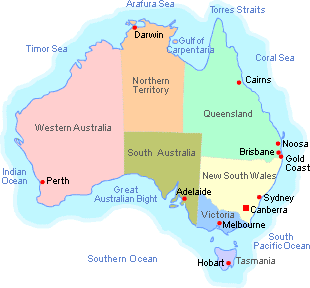 Arafura Sea
Torres Straits
Darwin
Gulf of
Carpentaria
Timor Sea
Coral Sea
Cairns
Northern
Territory
Queensland
Western Australia
Noosa
South Australia
Brisbane
Gold
Coast
Indian
Ocean
Perth
New South Wales
Great
Australian Bight
Adelaide
Sydney
Canberra
Victoria
Melbourne
South
Pacific Ocean
Southern Ocean
Hobart
Tasmania